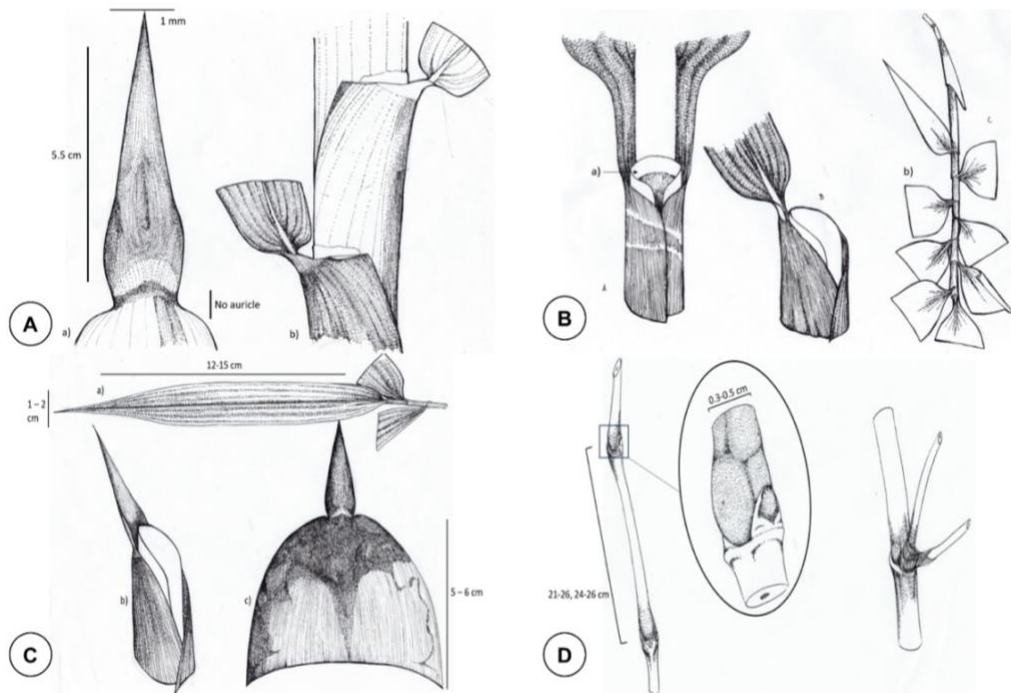 1 mm
5.5 cm
No auricle
a)
b)
A
a)
A
B
b)
C
B
12-15 cm
a)
1 – 2
cm
b)
c)
5 – 6 cm
C
0.3-0.5 cm
21-26, 24-26 cm
D